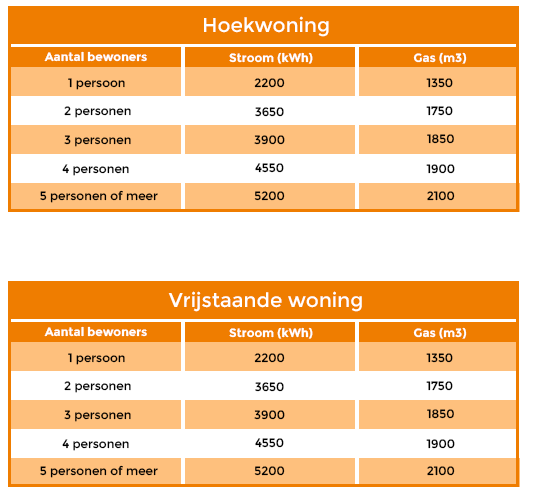 Hoekwoning
Aantal bewoners Stroom (kWh) Gas (m3)
1 persoon 2200 1350
2 personen 3650 1750
3 personen 3900 1850
4 personen 4550 1900
5 personen of meer 5200 2100
Vrijstaande woning
Aantal bewoners Stroom (kWh) Gas (m3)
1 persoon 2200 1350
2 personen 3650 1750
3 personen 3900 1850
4 personen 4550 1900
5 personen of meer 5200 2100